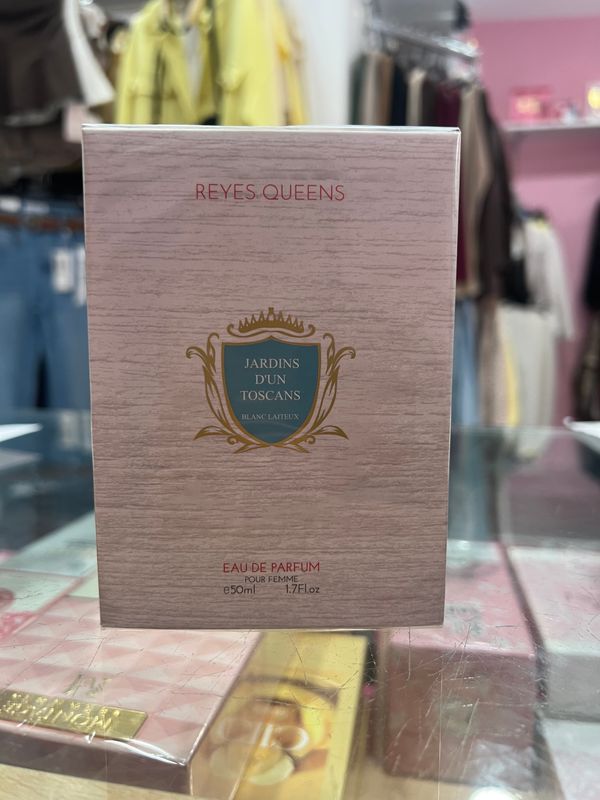 REYES QUEENS
JARDINS
D'UN
TOSCANS
BLANC LAITEUX
EAU DE PARFUM
POUR FEMME
e50ml 1.7Fl.oz